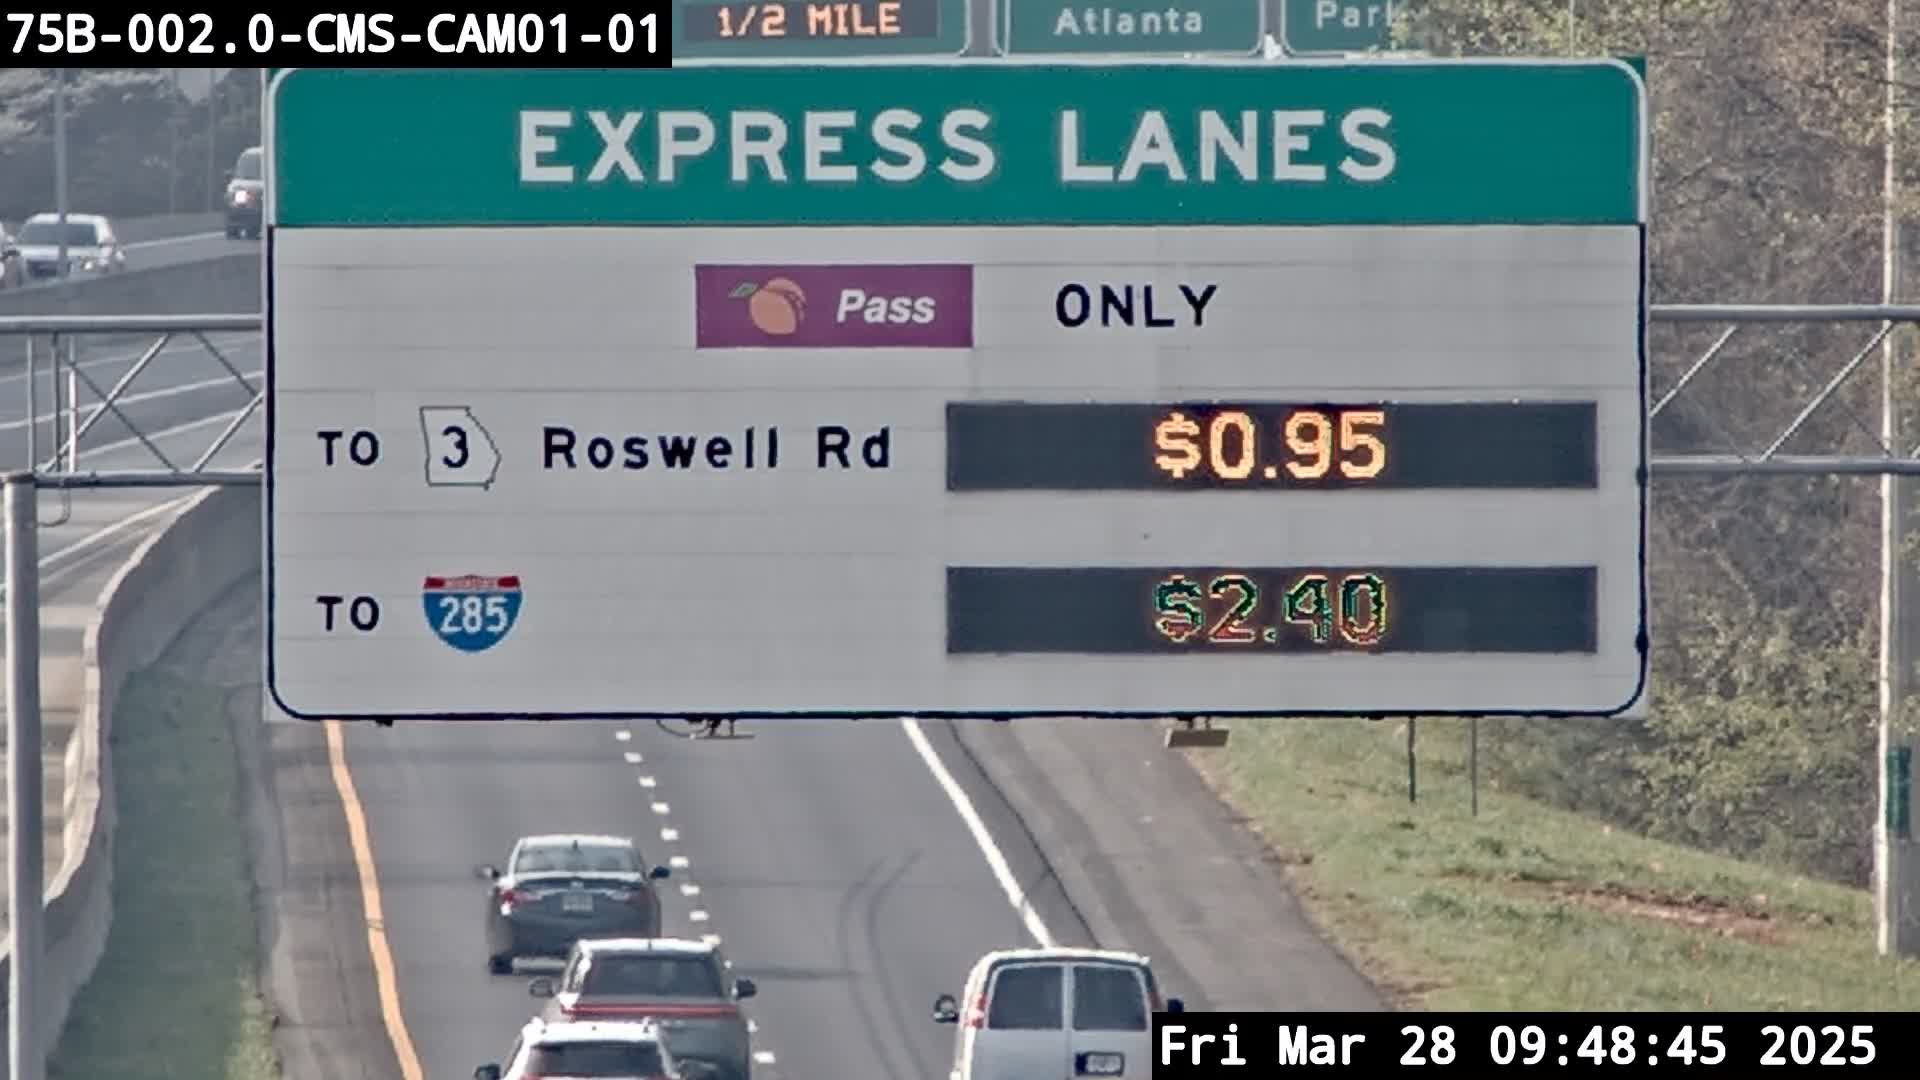 75B-002.0-CMS-CAM01-01
1/2 MILE
Atlanta
EXPRESS LANES
Pass ONLY
TO 3 Roswell Rd $0.95
TO 285 $2.40
Fri Mar 28 09:48:45 2025